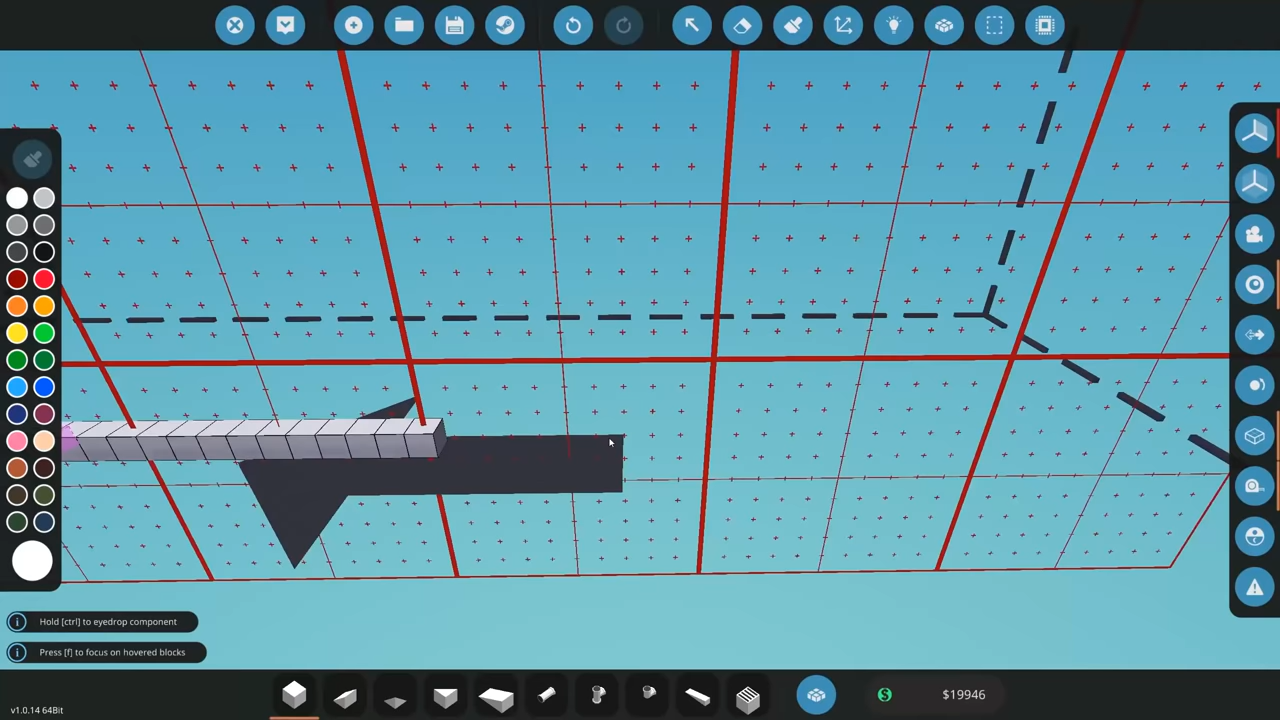 Hold [ctrl] to eyedrop component
Press [f] to focus on hovered blocks
v1.0.14 64Bit
$ $19946